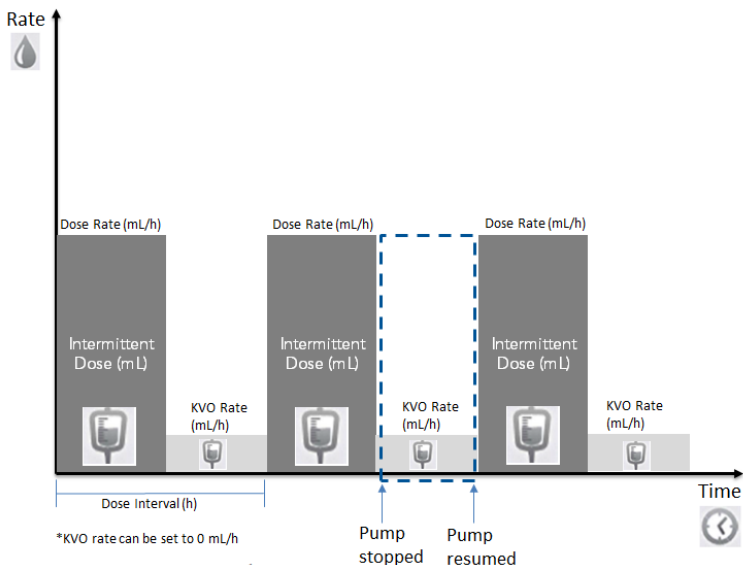 Rate
Dose Rate (mL/h)
Dose Rate (mL/h)
Dose Rate (mL/h)
Intermittent
Dose (mL)
Intermittent
Dose (mL)
Intermittent
Dose (mL)
KVO Rate
(mL/h)
KVO Rate
(mL/h)
KVO Rate
(mL/h)
Time
Dose Interval (h)
*KVO rate can be set to 0 mL/h
Pump
stopped
Pump
resumed